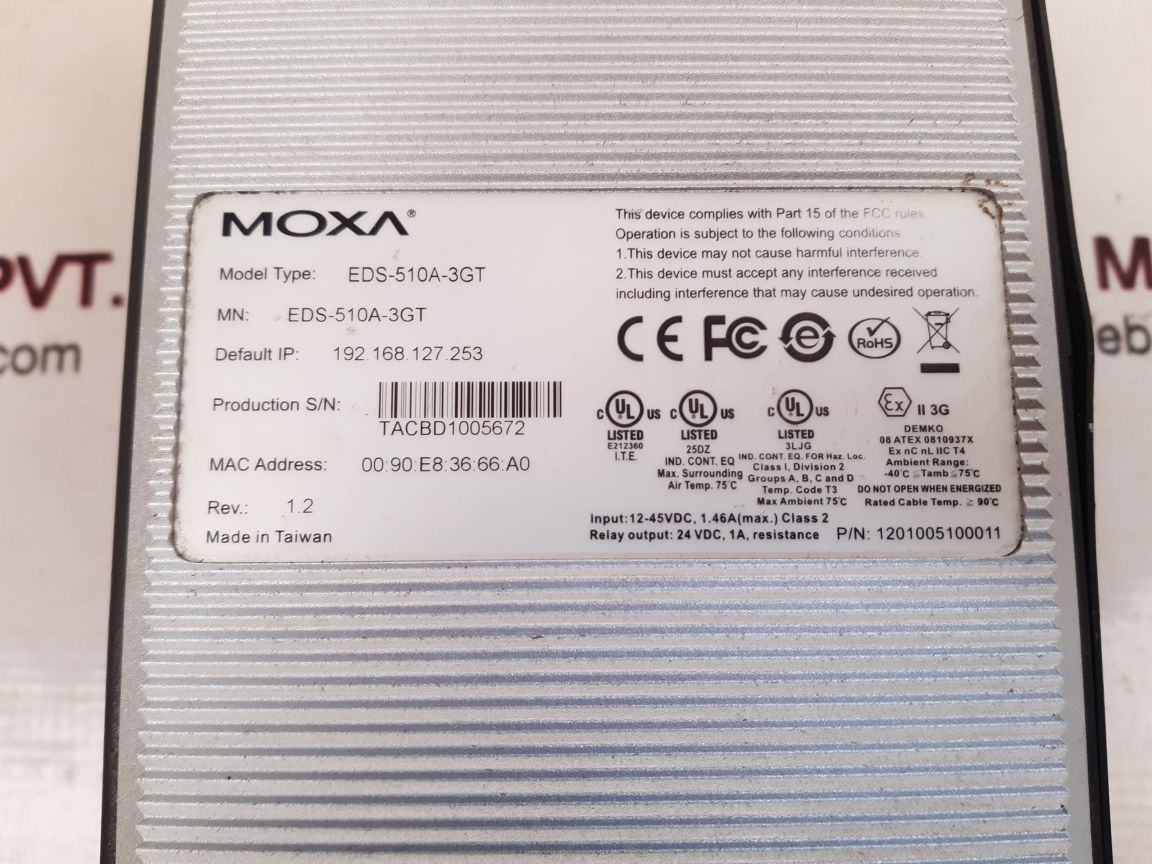 MOXA®
Model Type: EDS-510A-3GT
MN: EDS-510A-3GT
Default IP: 192.168.127.253
Production S/N:
TACBD1005672
MAC Address: 00:90:E8:36:66:A0
Rev.: 1.2
Made in Taiwan
This device complies with Part 15 of the FCC rules
Operation is subject to the following conditions:
1.This device may not cause harmful interference.
2.This device must accept any interference received
including interference that may cause undesired operation.
CE FC e RoHS
c UL US
LISTED
E212360
I.T.E.
c UL US
LISTED
25DZ
IND. CONT. EQ
Max. Surrounding
Air Temp. 75℃
c UL US
LISTED
3LJG
IND. CONT. EQ. FOR Haz. Loc.
Class I, Division 2
Groups A, B, C and D
Temp. Code T3
Max Ambient 75℃
Ex II 3G
DEMKO
08 ATEX 0810937X
Ex nC nL IIC T4
Ambient Range:
-40℃ ≦Tamb≦75℃
DO NOT OPEN WHEN ENERGIZED
Rated Cable Temp. ≥ 90℃
Input:12-45VDC, 1.46A(max.) Class 2
Relay output: 24 VDC, 1A, resistance
P/N: 1201005100011
PVT.
com
M
eb